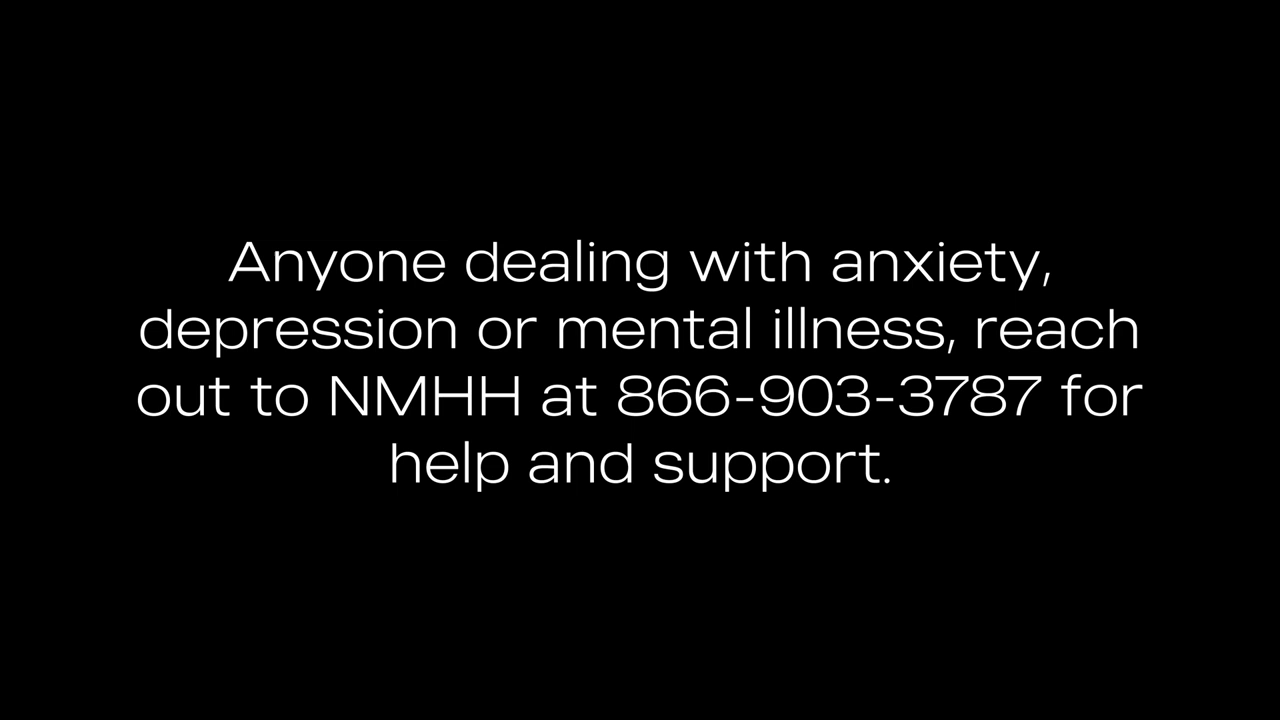 Anyone dealing with anxiety,
depression or mental illness, reach
out to NMHH at 866-903-3787 for
help and support.